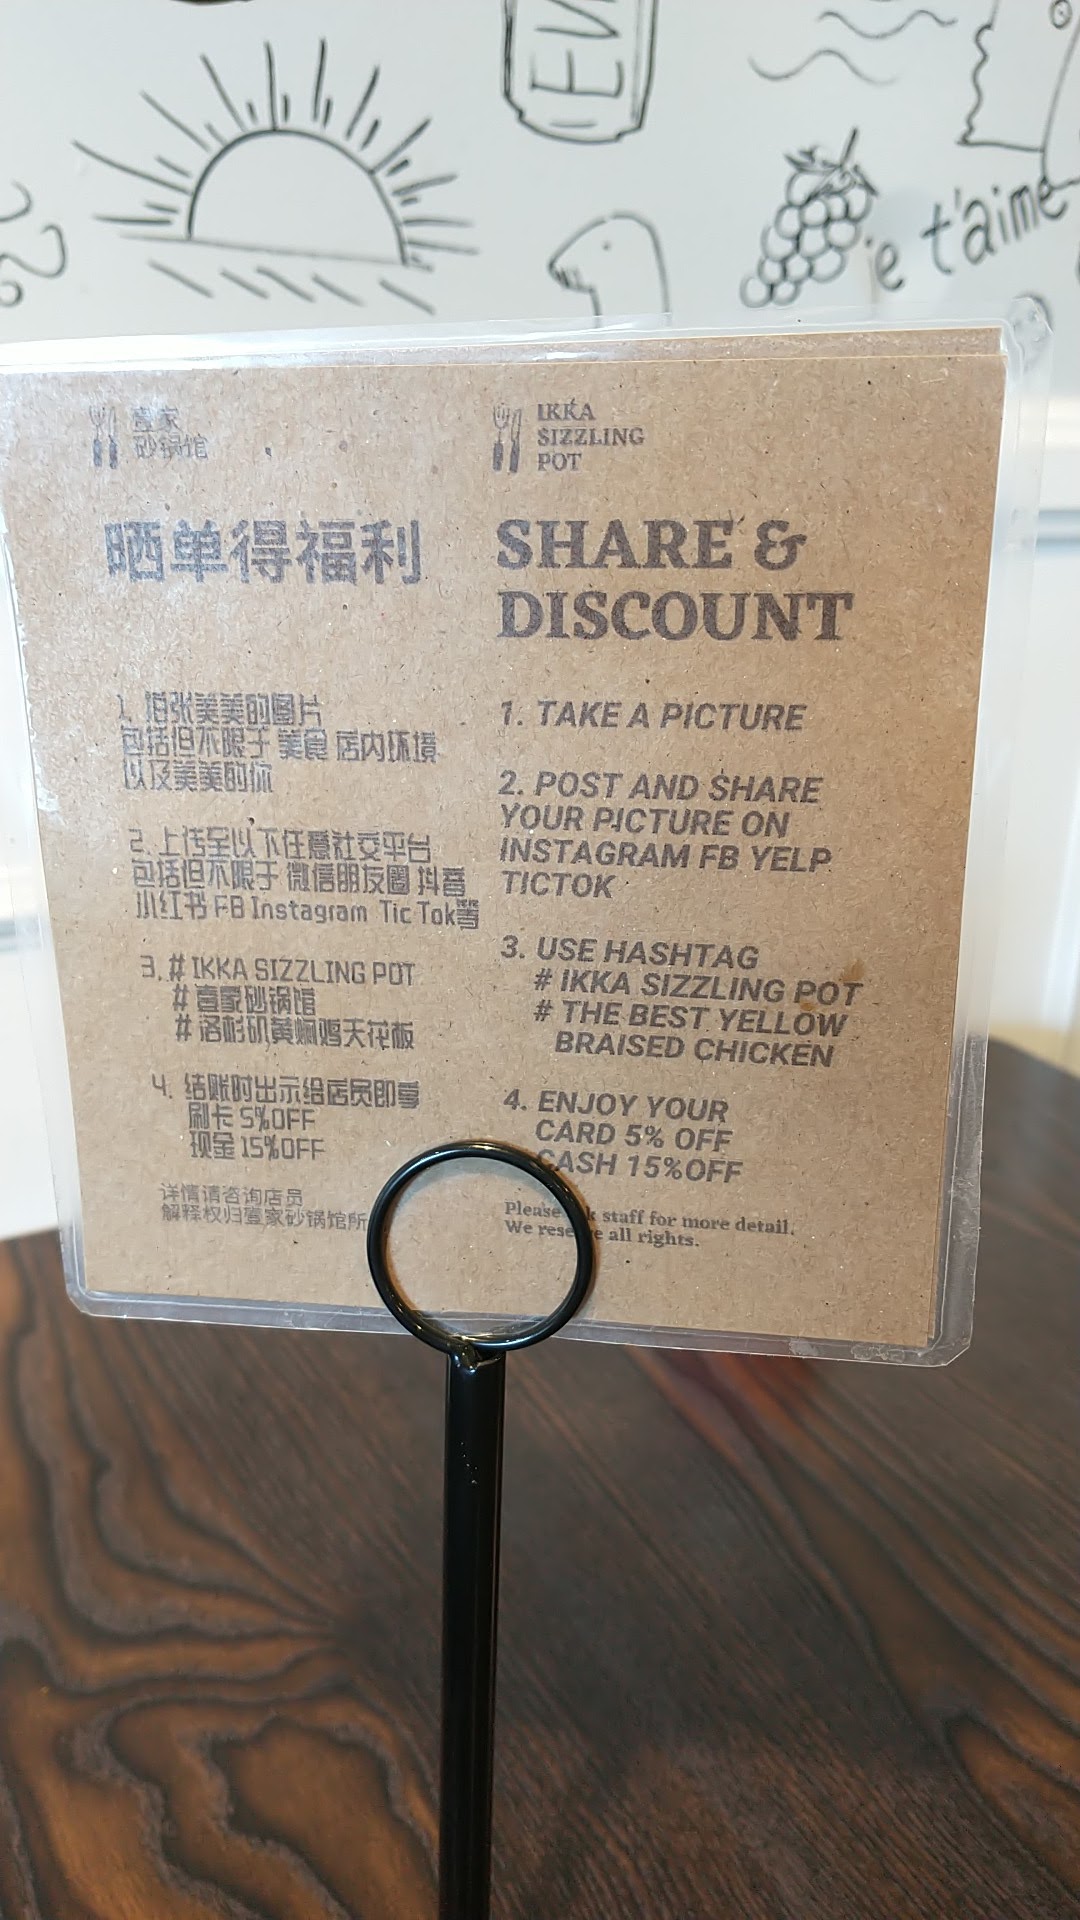 IEV
je t'aime
壹家
砂锅馆
晒单得福利
1. 拍张美美的图片
包括但不限于 美食 店内环境
以及美美的你
2. 上传至以下任意社交平台
包括但不限于 微信朋友圈 抖音
小红书 FB Instagram Tic Tok等
3. # IKKA SIZZLING POT
# 壹家砂锅馆
# 洛杉矶黄焖鸡天花板
4. 结账时出示给店员即享
刷卡 5%OFF
现金 15%OFF
详情请咨询店员
解释权归壹家砂锅馆所
IKKA
SIZZLING
POT
SHARE &
DISCOUNT
1. TAKE A PICTURE
2. POST AND SHARE
YOUR PICTURE ON
INSTAGRAM FB YELP
TICTOK
3. USE HASHTAG
# IKKA SIZZLING POT
# THE BEST YELLOW
BRAISED CHICKEN
4. ENJOY YOUR
CARD 5% OFF
CASH 15%OFF
Please staff for more detail.
We reserve all rights.